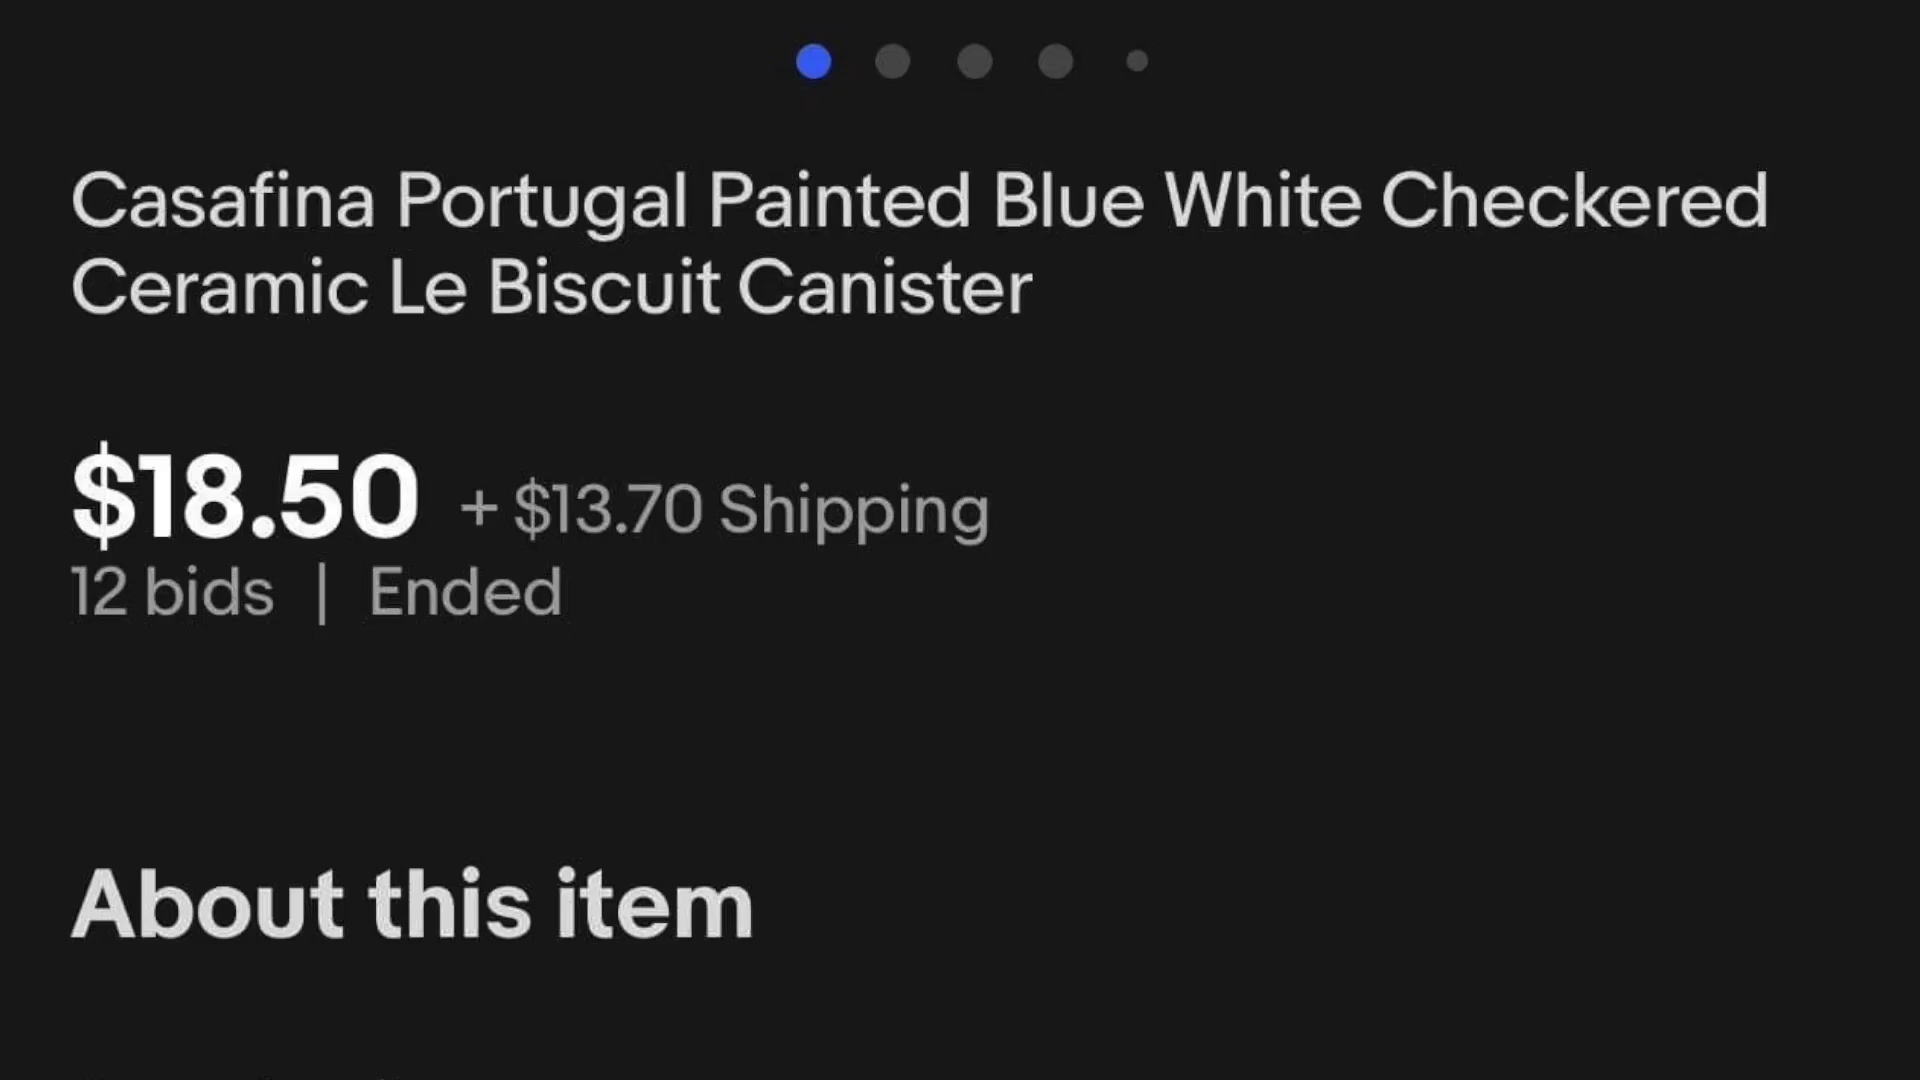 Casafina Portugal Painted Blue White Checkered
Ceramic Le Biscuit Canister
$18.50 + $13.70 Shipping
12 bids | Ended
About this item